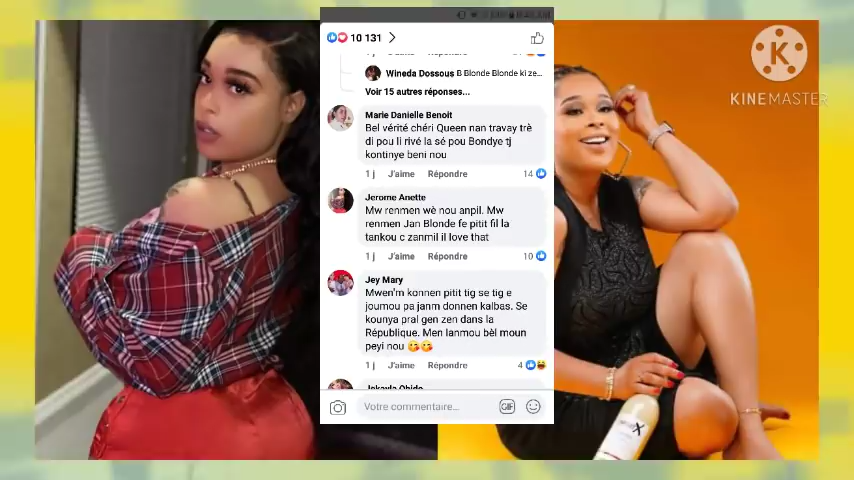 10 131
Wineda Dossous B Blonde Blonde ki ze...
Voir 15 autres réponses...
Marie Danielle Benoit
Bel vérité chéri Queen nan travay trè
di pou li rivé la sé pou Bondye tj
kontinye beni nou
1 j J'aime Répondre 14
Jerome Anette
Mw renmen wè nou anpil. Mw
renmen Jan Blonde fe pitit fil la
tankou c zanmil il love that
1 j J'aime Répondre 10
Jey Mary
Mwen'm konnen pitit tig se tig e
joumou pa janm donnen kalbas. Se
kounya pral gen zen dans la
République. Men lanmou bèl moun
peyi nou 😋😋
1 j J'aime Répondre 4
Votre commentaire...
GIF
K
KINEMASTER
X